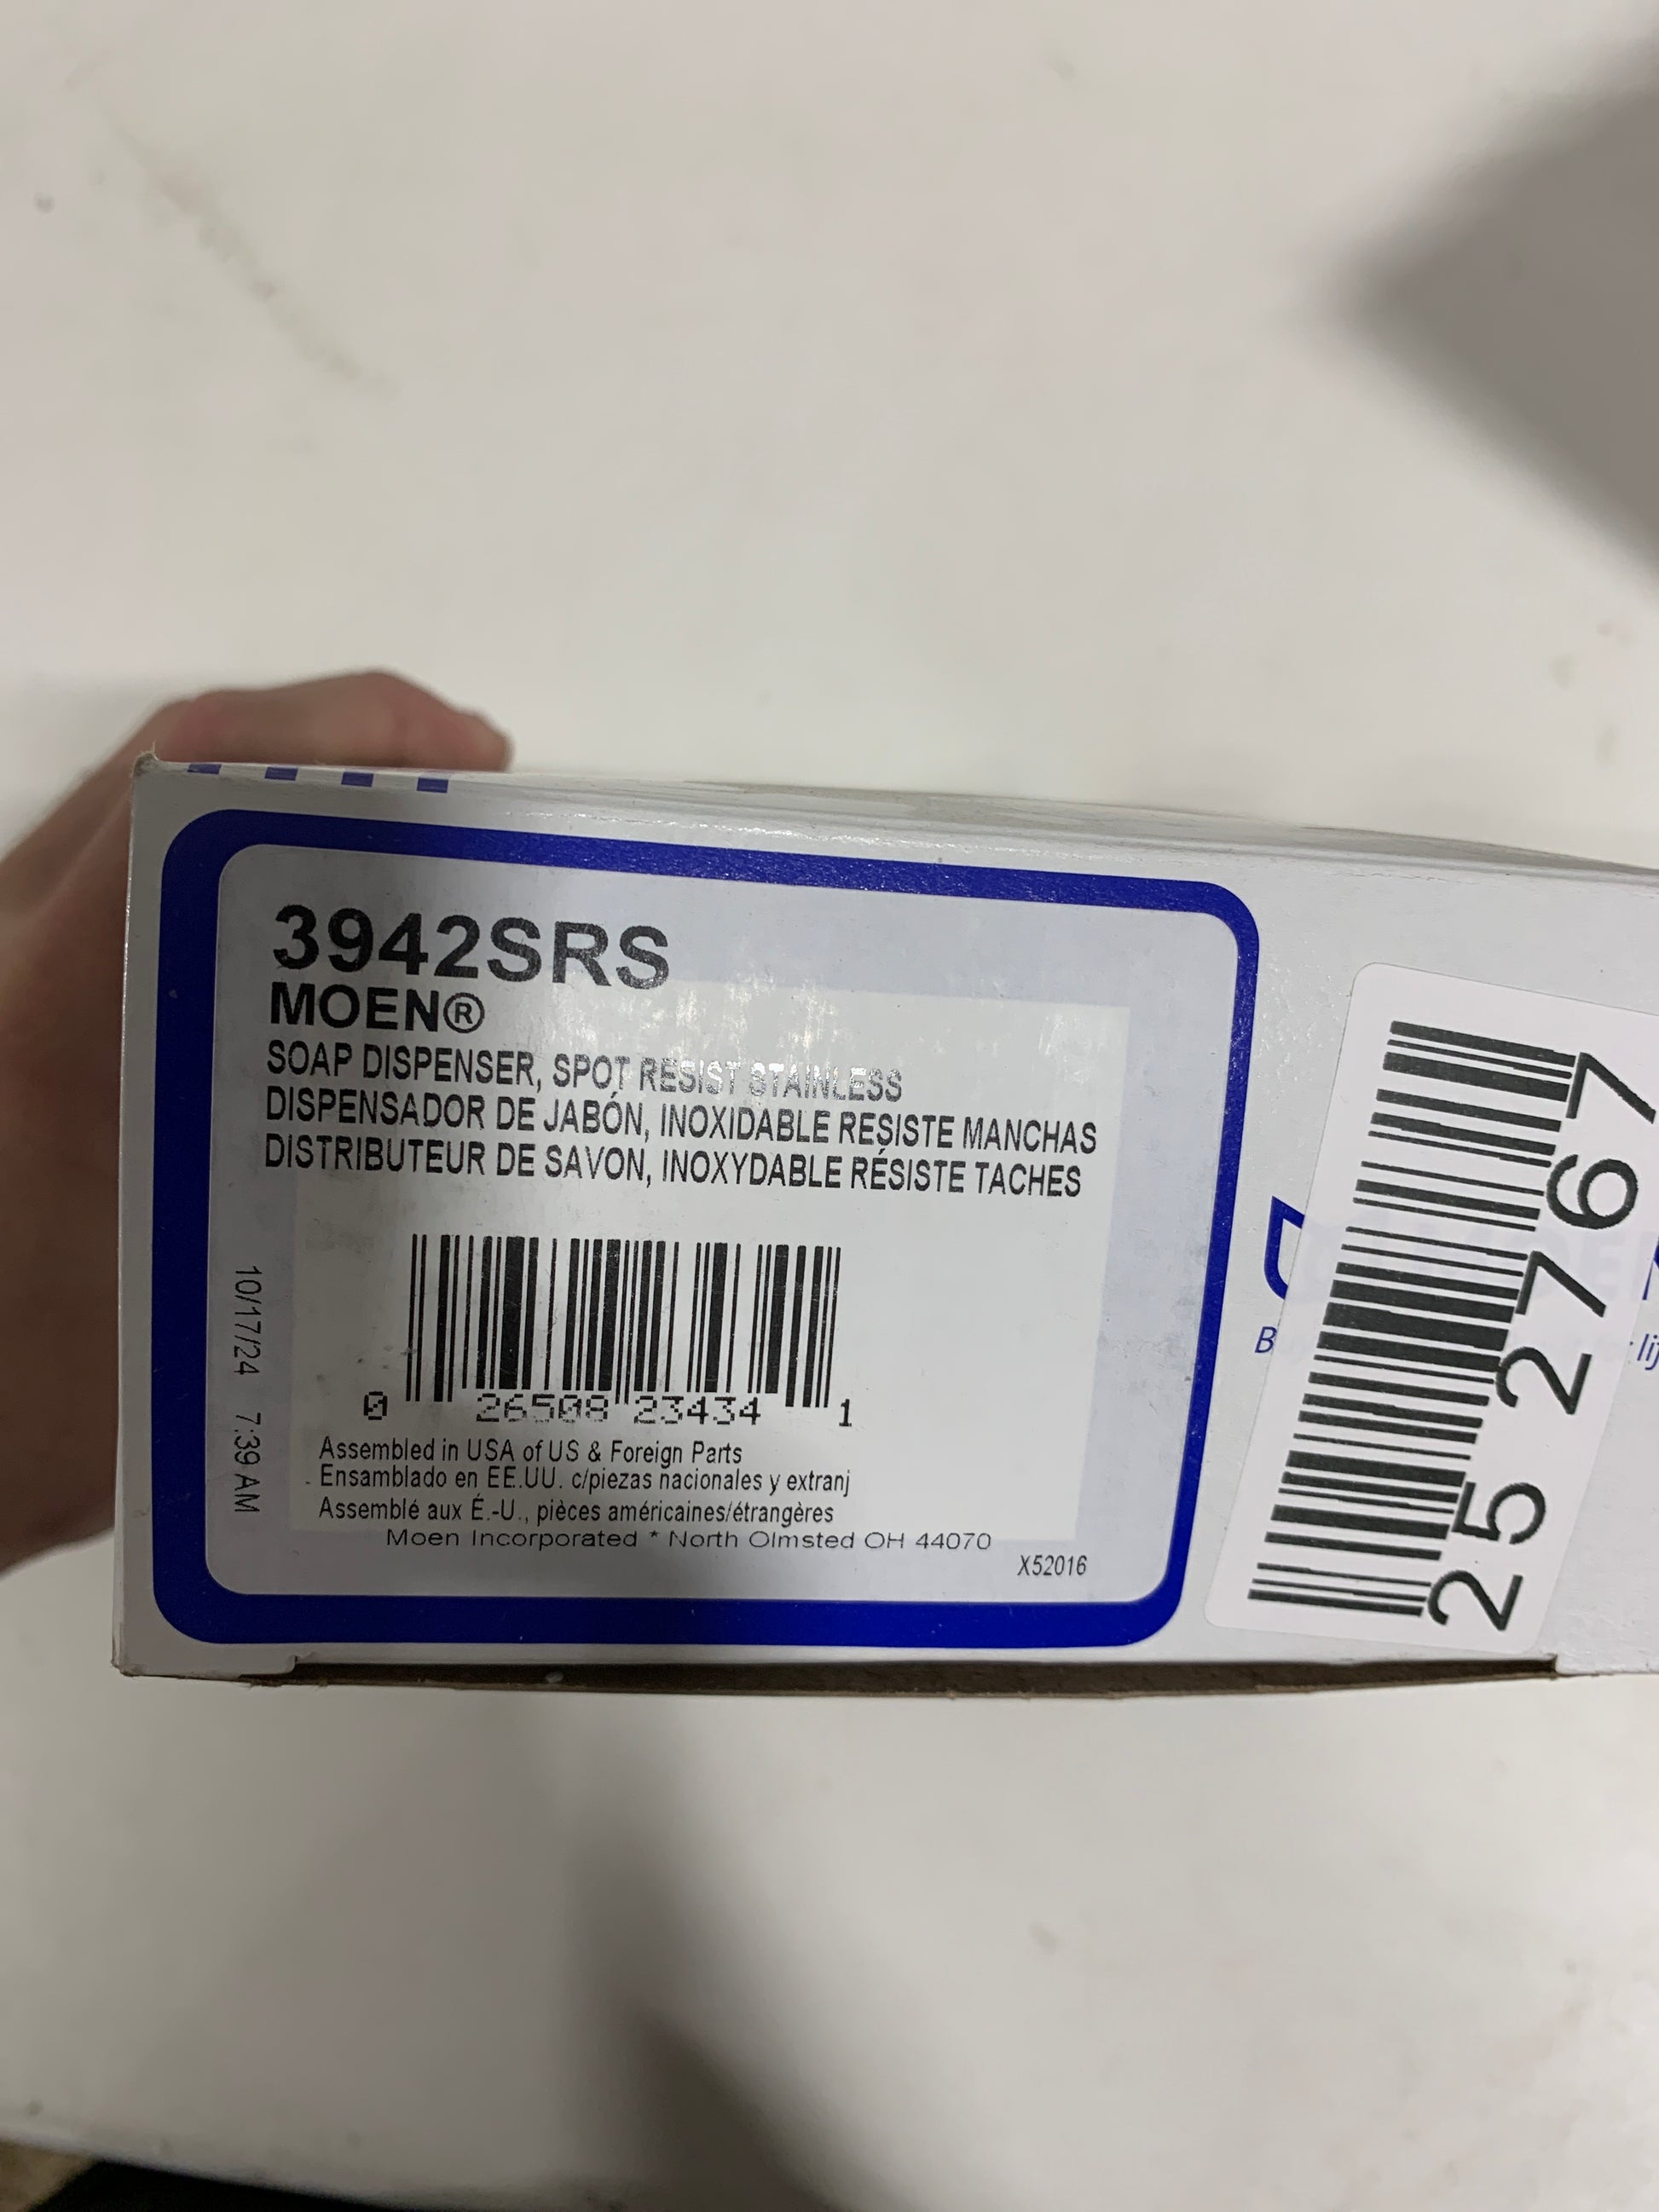 3942SRS
MOEN®
SOAP DISPENSER, SPOT RESIST STAINLESS
DISPENSADOR DE JABÓN, INOXIDABLE RESISTE MANCHAS
DISTRIBUTEUR DE SAVON, INOXYDABLE RÉSISTE TACHES
10/17/24 7:39 AM
0 26508 23434 1
Assembled in USA of US & Foreign Parts
Ensamblado en EE.UU. c/piezas nacionales y extranj
Assemblé aux É.-U., pièces américaines/étrangères
Moen Incorporated * North Olmsted OH 44070
X52016
25 2767